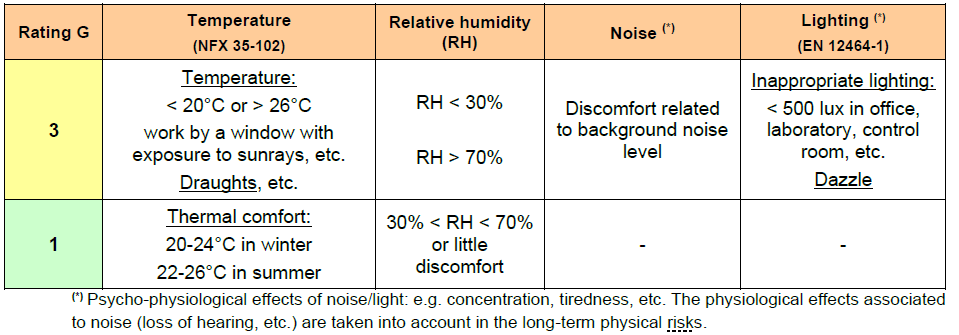 Rating G
Temperature
(NFX 35-102)
Relative humidity
(RH)
Noise (*)
Lighting (*)
(EN 12464-1)
3
Temperature:
< 20°C or > 26°C
work by a window with
exposure to sunrays, etc.
Draughts, etc.
RH < 30%
RH > 70%
Discomfort related
to background noise
level
Inappropriate lighting:
< 500 lux in office,
laboratory, control
room, etc.
Dazzle
1
Thermal comfort:
20-24°C in winter
22-26°C in summer
30% < RH < 70%
or little
discomfort
-
-
(*) Psycho-physiological effects of noise/light: e.g. concentration, tiredness, etc. The physiological effects associated
to noise (loss of hearing, etc.) are taken into account in the long-term physical risks.